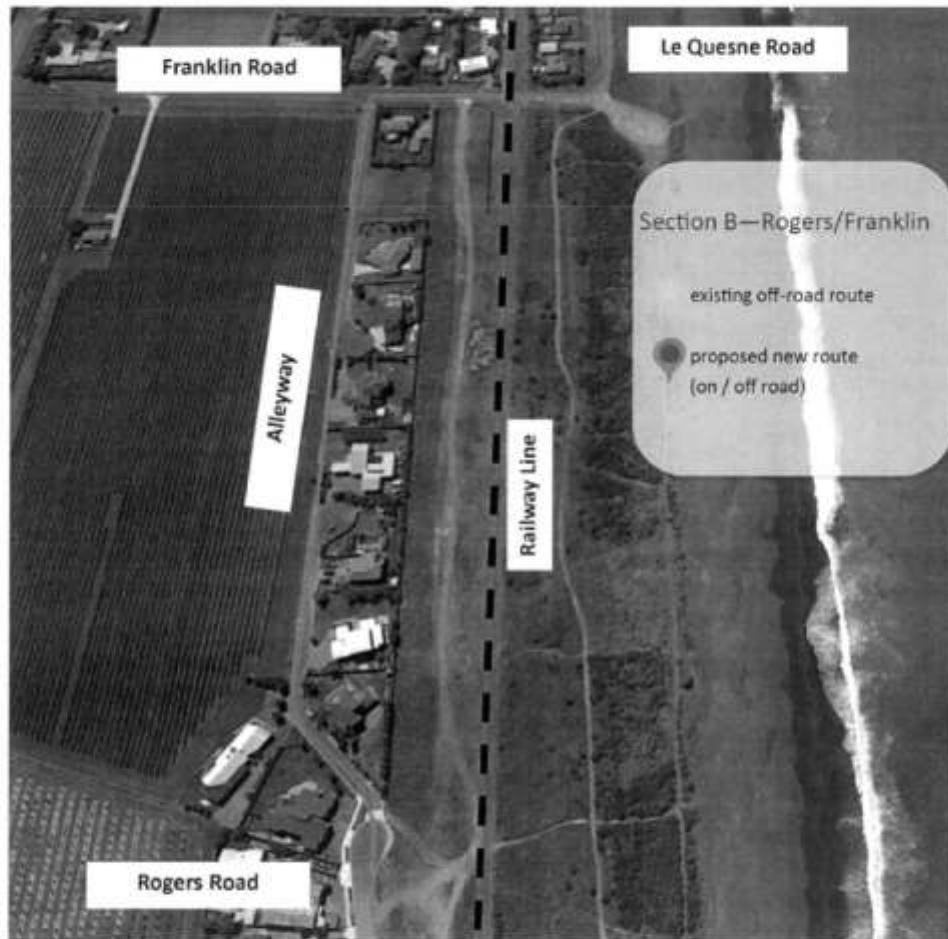 Franklin Road
Le Quesne Road
Section B—Rogers/Franklin
existing off-road route
proposed new route
(on / off road)
Alleyway
Railway Line
Rogers Road